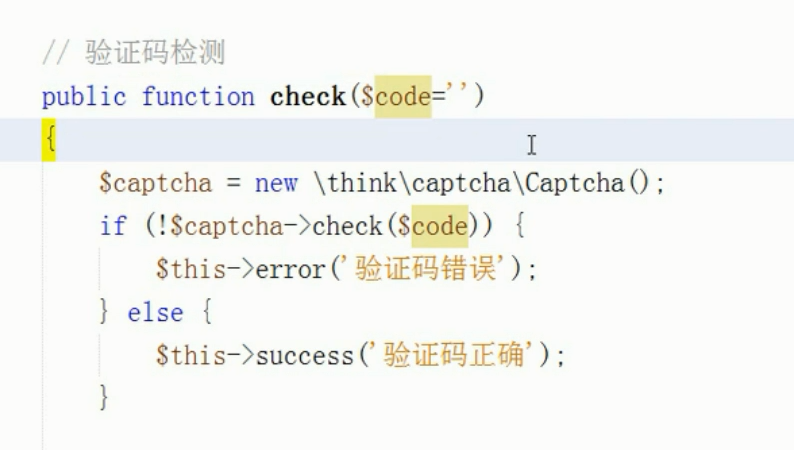 // 验证码检测
public function check($code='')
{
$captcha = new \think\captcha\Captcha();
if (!$captcha->check($code)) {
$this->error('验证码错误');
} else {
$this->success('验证码正确');
}